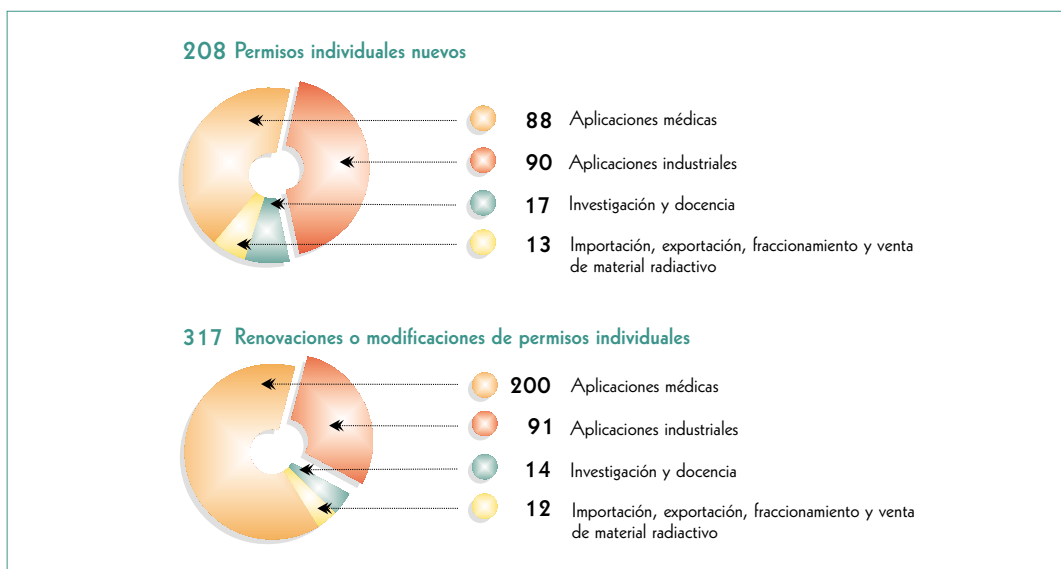 208 Permisos individuales nuevos
88 Aplicaciones médicas
90 Aplicaciones industriales
17 Investigación y docencia
13 Importación, exportación, fraccionamiento y venta
de material radiactivo
317 Renovaciones o modificaciones de permisos individuales
200 Aplicaciones médicas
91 Aplicaciones industriales
14 Investigación y docencia
12 Importación, exportación, fraccionamiento y venta
de material radiactivo